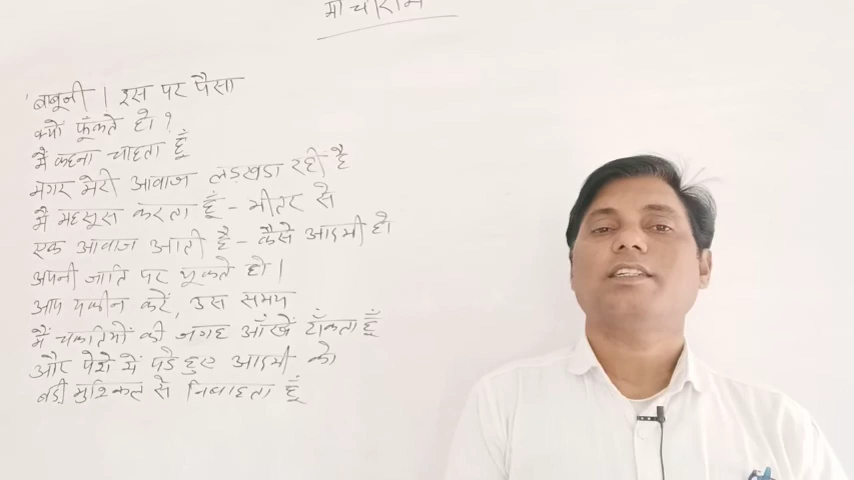 मोचीराम
'बाबूजी । इस पर पैसा
क्यों फूंकते हो ?
मैं कहना चाहता हूँ
मगर मेरी आवाज लड़खड़ा रही है
मैं महसूस करता हूँ - भीतर से
एक आवाज आती है - कैसे आदमी हो
अपनी जाति पर थूकते हो ।
आप यकीन करें, उस समय
मैं चकतियों की जगह आँखें टाँकता हूँ
और पेशे में पड़े हुए आदमी को
बड़ी मुश्किल से निबाहता हूँ